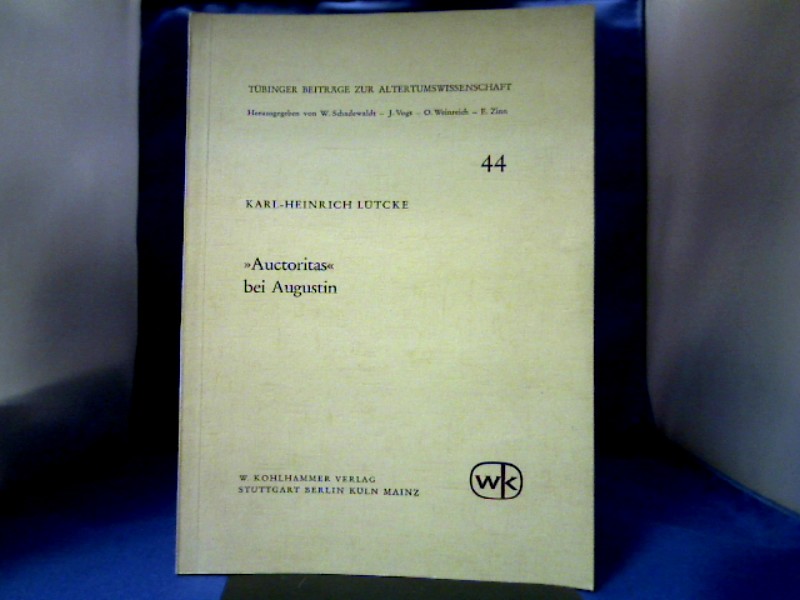 TÜBINGER BEITRÄGE ZUR ALTERTUMSWISSENSCHAFT
Herausgegeben von W. Schadewaldt – J. Vogt – O. Weinreich – E. Zinn
44
KARL-HEINRICH LÜTCKE
»Auctoritas«
bei Augustin
W. KOHLHAMMER VERLAG
STUTTGART BERLIN KÖLN MAINZ
wk